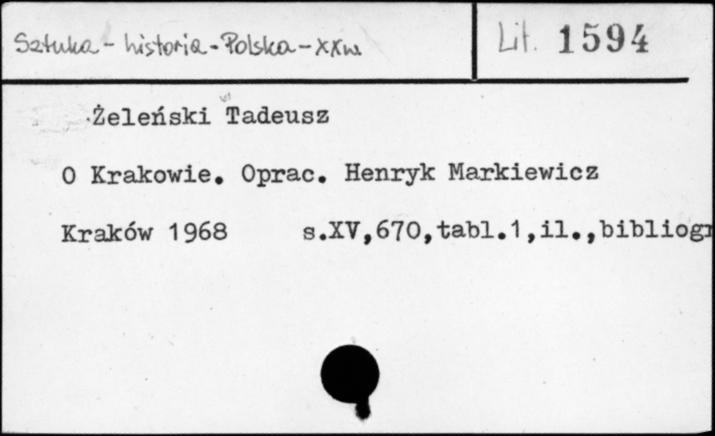 Sztuka - historia - Polska - XXw.
Lit. 1594
Żeleński Tadeusz
O Krakowie. Oprac. Henryk Markiewicz
Kraków 1968 s.XV,670,tabl.1,il.,bibliogr